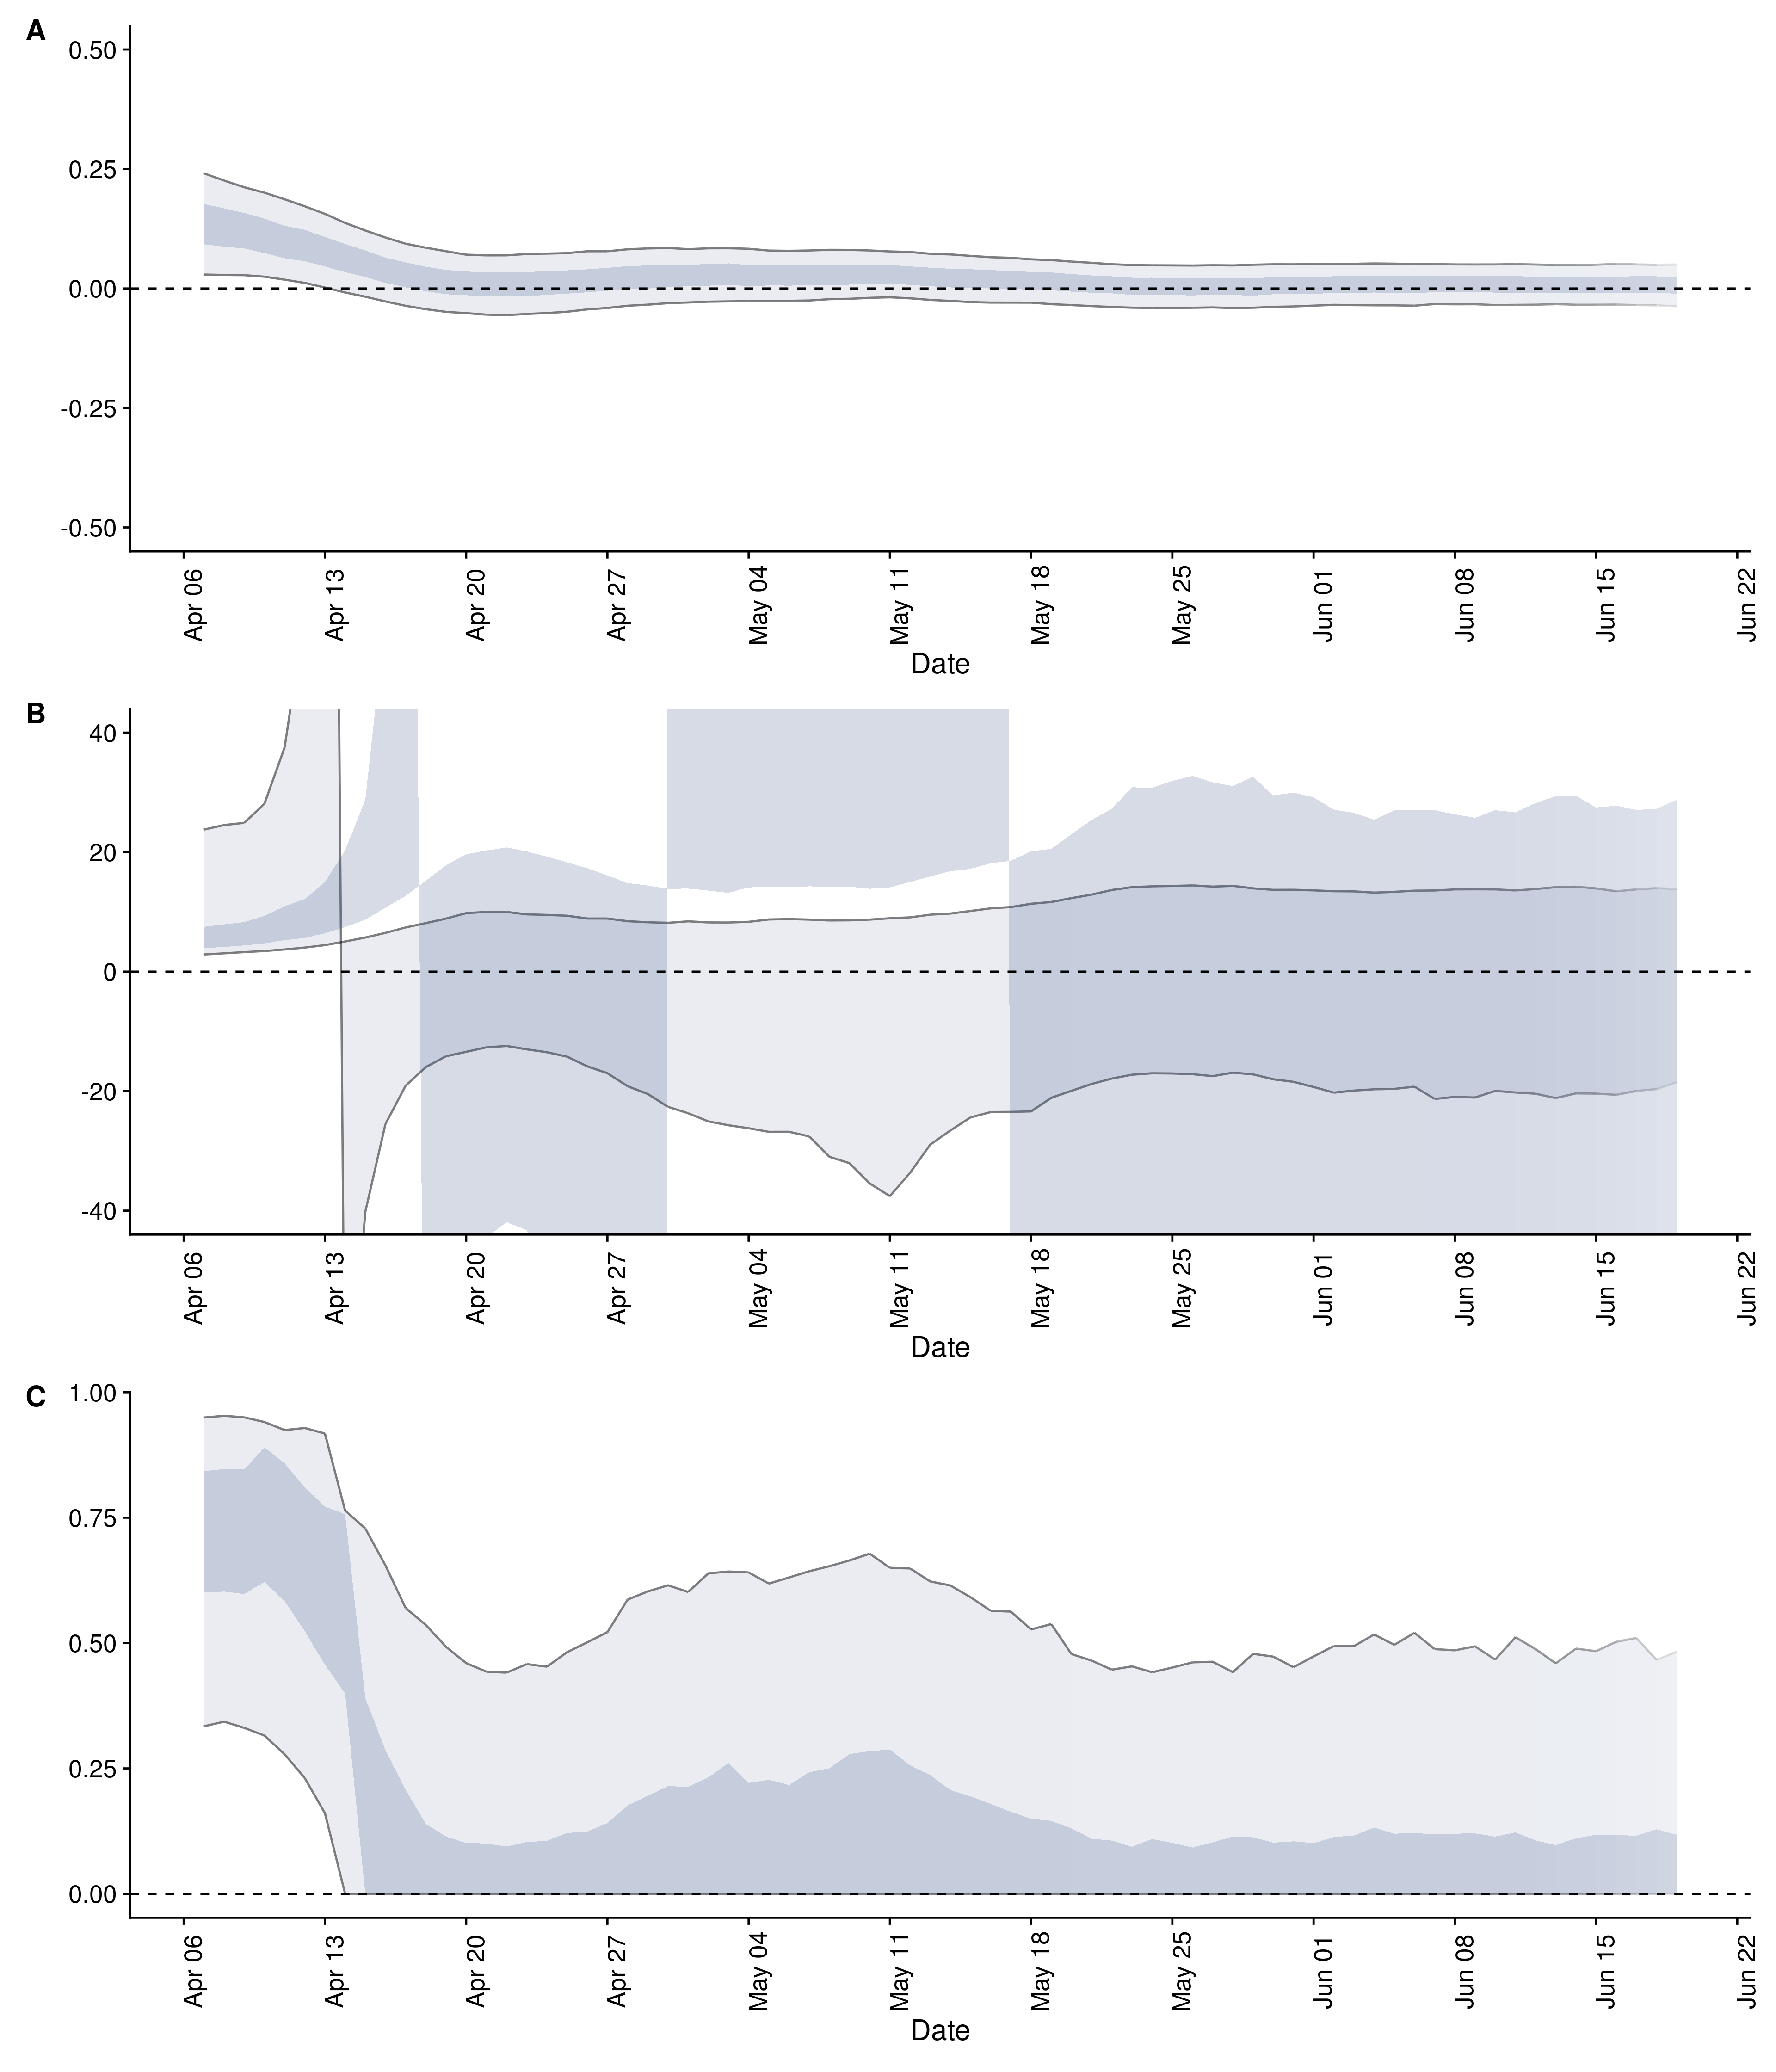 A
0.50
0.25
0.00
-0.25
-0.50
Apr 06
Apr 13
Apr 20
Apr 27
May 04
May 11
May 18
May 25
Jun 01
Jun 08
Jun 15
Jun 22
Date
B
40
20
0
-20
-40
Apr 06
Apr 13
Apr 20
Apr 27
May 04
May 11
May 18
May 25
Jun 01
Jun 08
Jun 15
Jun 22
Date
C
1.00
0.75
0.50
0.25
0.00
Apr 06
Apr 13
Apr 20
Apr 27
May 04
May 11
May 18
May 25
Jun 01
Jun 08
Jun 15
Jun 22
Date